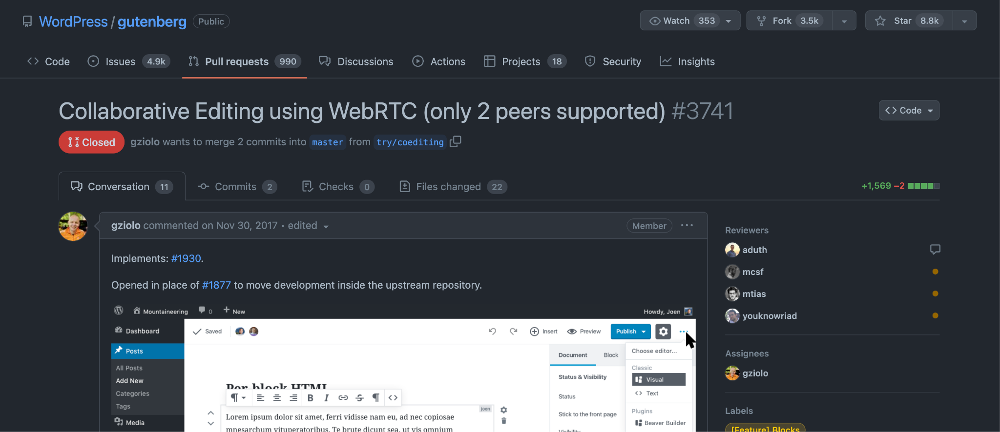 WordPress / gutenberg Public
Watch 353 Fork 3.5k Star 8.8k
Code Issues 4.9k Pull requests 990 Discussions Actions Projects 18 Security Insights
Collaborative Editing using WebRTC (only 2 peers supported) #3741
Code
Closed gziolo wants to merge 2 commits into master from try/coediting
Conversation 11 Commits 2 Checks 0 Files changed 22
+1,569 −2
gziolo commented on Nov 30, 2017 • edited
Member
Implements: #1930.
Opened in place of #1877 to move development inside the upstream repository.
Mountaineering 0 New
Howdy, Joen
Dashboard
Posts
All Posts
Add New
Categories
Tags
Media
Saved
Insert Preview Publish
Document Block
Status & Visibility
Status
Stick to the front page
Visibility
Choose editor...
Classic
Visual
Text
Plugins
Beaver Builder
Per-block HTML
B I
joen
Lorem ipsum dolor sit amet, ferri vidisse nam eu, ad nec copiosae
mnesarchum vituperatoribus. Te brute dicunt sea, ut vis omnium
Reviewers
aduth
mcsf
mtias
youknowriad
Assignees
gziolo
Labels
[Feature] Blocks